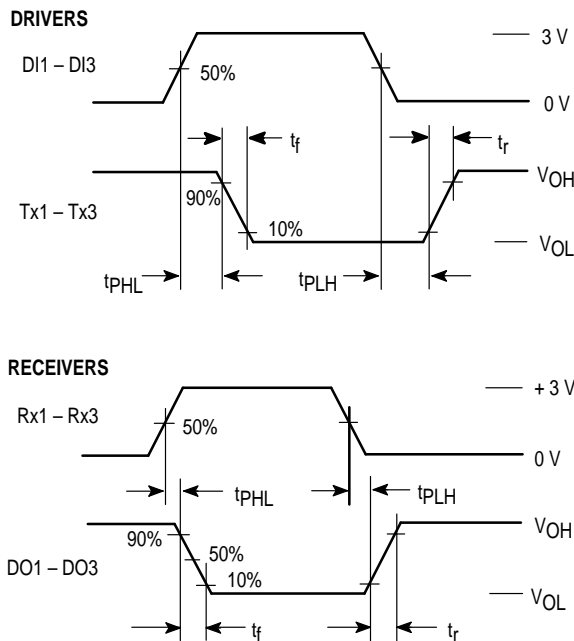 DRIVERS
3 V
DI1 – DI3
50%
0 V
tf
tr
VOH
90%
Tx1 – Tx3
10%
VOL
tPHL
tPLH
RECEIVERS
+ 3 V
Rx1 – Rx3
50%
0 V
tPHL
tPLH
VOH
90%
50%
DO1 – DO3
10%
VOL
tf
tr